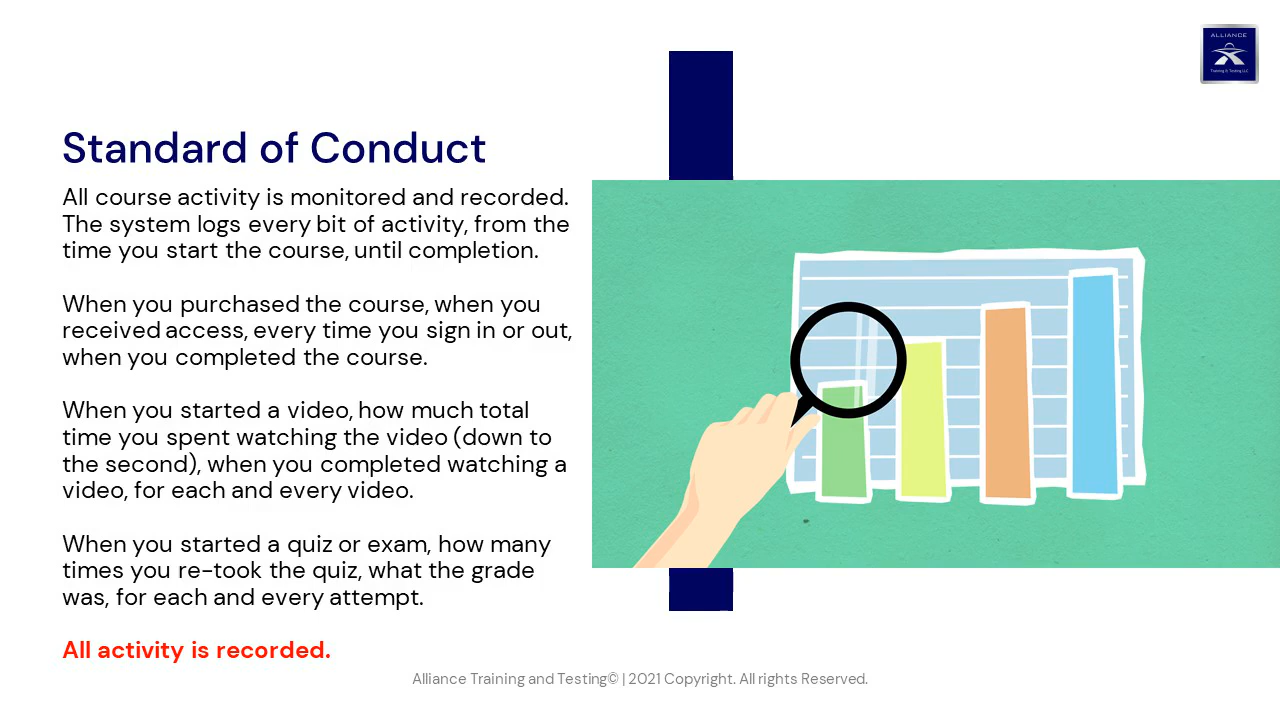 ALLIANCE
Training & Testing LLC
Standard of Conduct
All course activity is monitored and recorded.
The system logs every bit of activity, from the
time you start the course, until completion.
When you purchased the course, when you
received access, every time you sign in or out,
when you completed the course.
When you started a video, how much total
time you spent watching the video (down to
the second), when you completed watching a
video, for each and every video.
When you started a quiz or exam, how many
times you re-took the quiz, what the grade
was, for each and every attempt.
All activity is recorded.
Alliance Training and Testing© | 2021 Copyright. All rights Reserved.